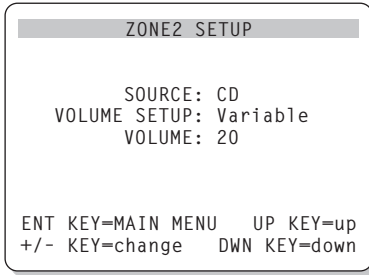 ZONE2 SETUP
SOURCE: CD
VOLUME SETUP: Variable
VOLUME: 20
ENT KEY=MAIN MENU UP KEY=up
+/- KEY=change DWN KEY=down